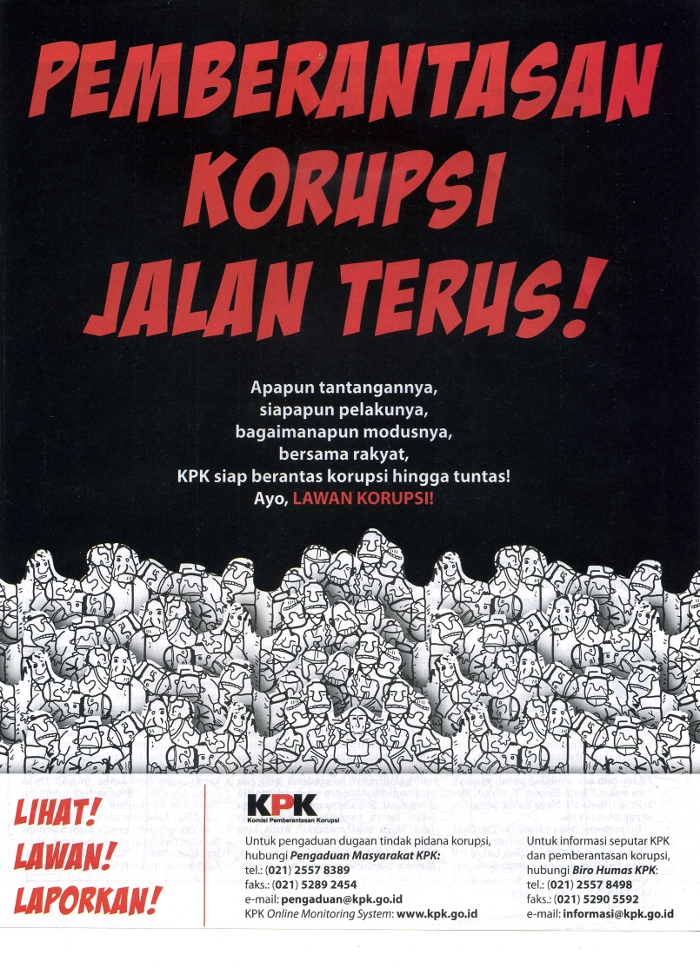 PEMBERANTASAN
KORUPSI
JALAN TERUS!
Apapun tantangannya,
siapapun pelakunya,
bagaimanapun modusnya,
bersama rakyat,
KPK siap berantas korupsi hingga tuntas!
Ayo, LAWAN KORUPSI!
LIHAT!
LAWAN!
LAPORKAN!
KPK
Komisi Pemberantasan Korupsi
Untuk pengaduan dugaan tindak pidana korupsi,
hubungi Pengaduan Masyarakat KPK:
tel.: (021) 2557 8389
faks.: (021) 5289 2454
e-mail: pengaduan@kpk.go.id
KPK Online Monitoring System: www.kpk.go.id
Untuk informasi seputar KPK
dan pemberantasan korupsi,
hubungi Biro Humas KPK:
tel.: (021) 2557 8498
faks.: (021) 5290 5592
e-mail: informasi@kpk.go.id